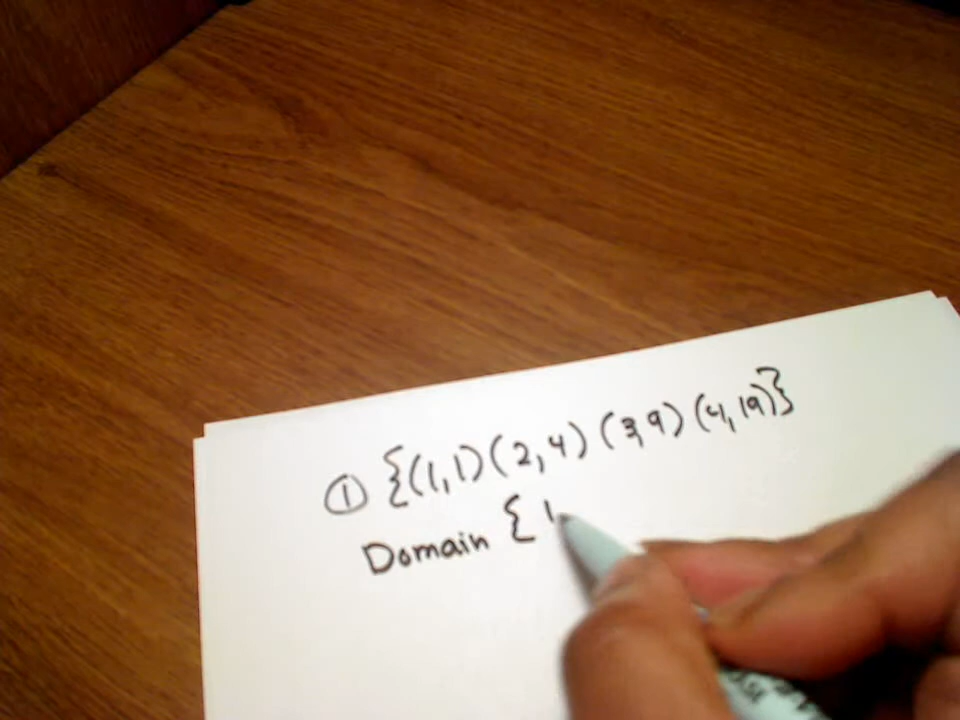 ① {(1,1)(2,4)(3,9)(4,19)}
Domain { 1